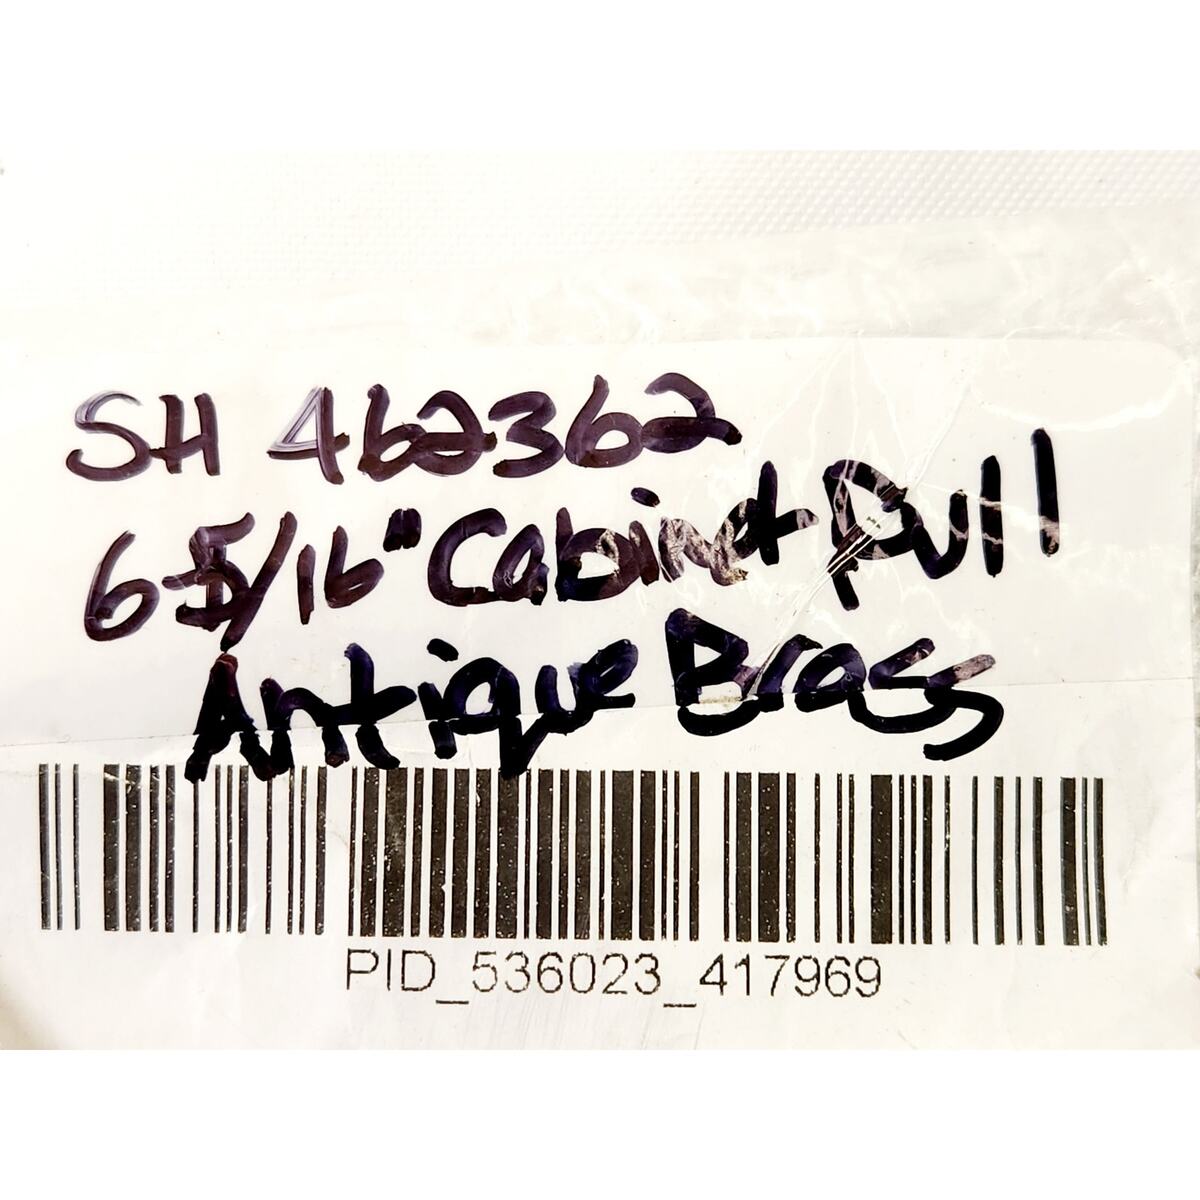 SH 462362
6-5/16" Cabinet Pull
Antique Brass
PID_536023_417969